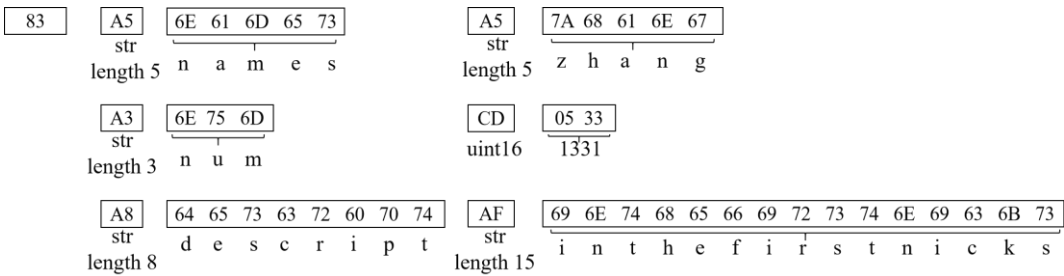 83 A5 6E 61 6D 65 73 A5 7A 68 61 6E 67
str str
length 5 n a m e s length 5 z h a n g
A3 6E 75 6D CD 05 33
str uint16 1331
length 3 n u m
A8 64 65 73 63 72 60 70 74 AF 69 6E 74 68 65 66 69 72 73 74 6E 69 63 6B 73
str str
length 8 d e s c r i p t length 15 i n t h e f i r s t n i c k s